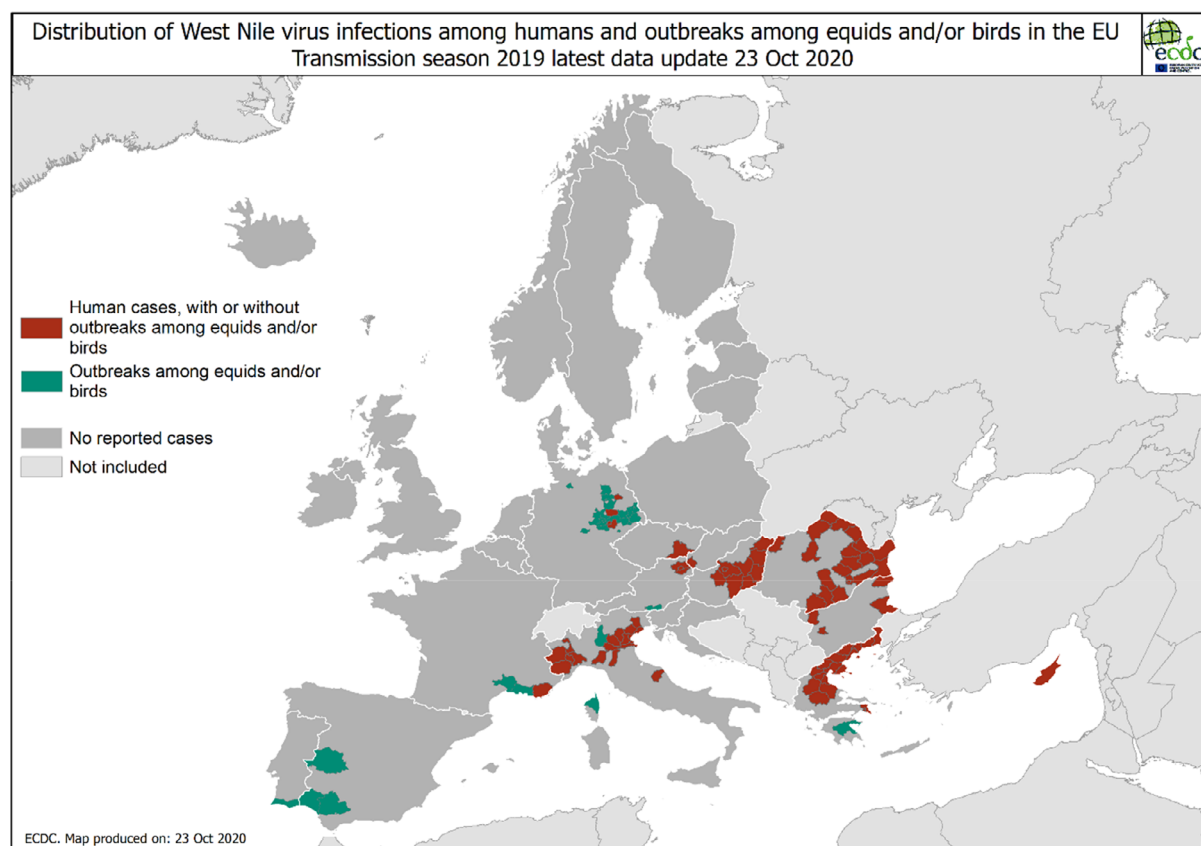 Distribution of West Nile virus infections among humans and outbreaks among equids and/or birds in the EU
Transmission season 2019 latest data update 23 Oct 2020
ecdc
Human cases, with or without
outbreaks among equids and/or
birds
Outbreaks among equids and/or
birds
No reported cases
Not included
ECDC. Map produced on: 23 Oct 2020